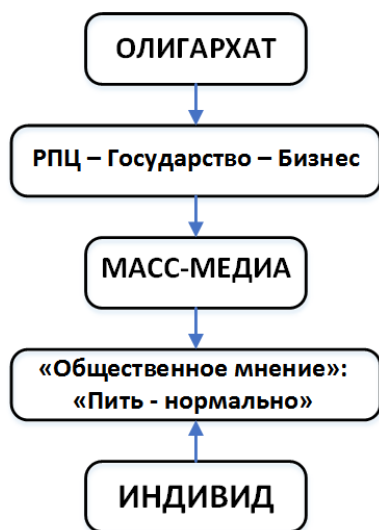 ОЛИГАРХАТ
РПЦ – Государство – Бизнес
МАСС-МЕДИА
«Общественное мнение»:
«Пить - нормально»
ИНДИВИД